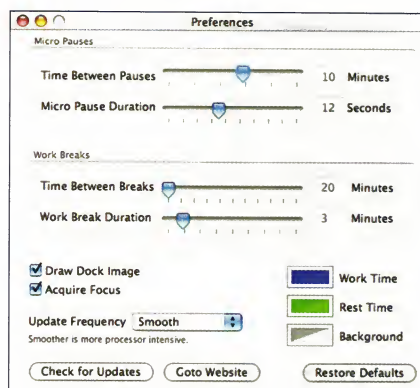 Preferences
Micro Pauses
Time Between Pauses 10 Minutes
Micro Pause Duration 12 Seconds
Work Breaks
Time Between Breaks 20 Minutes
Work Break Duration 3 Minutes
Draw Dock Image
Acquire Focus
Update Frequency Smooth
Smoother is more processor intensive.
Work Time
Rest Time
Background
Check for Updates Goto Website Restore Defaults